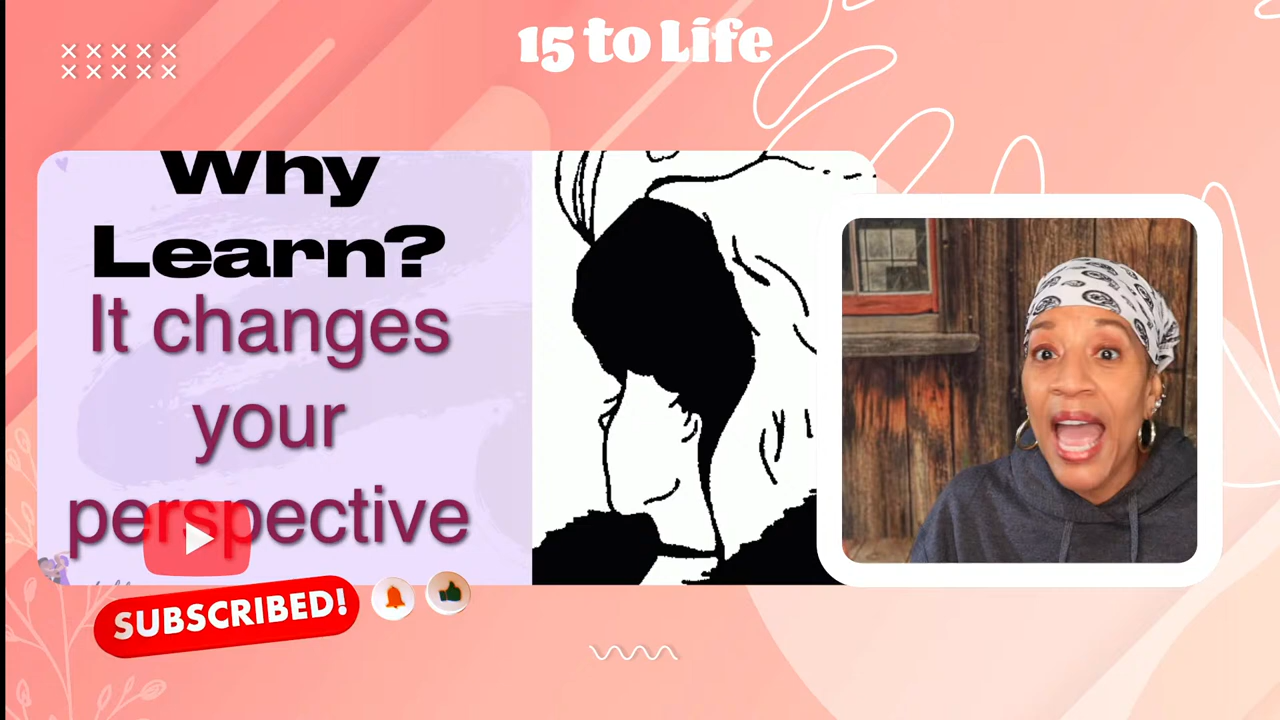 15 to Life
Why
Learn?
It changes
your
perspective
SUBSCRIBED!